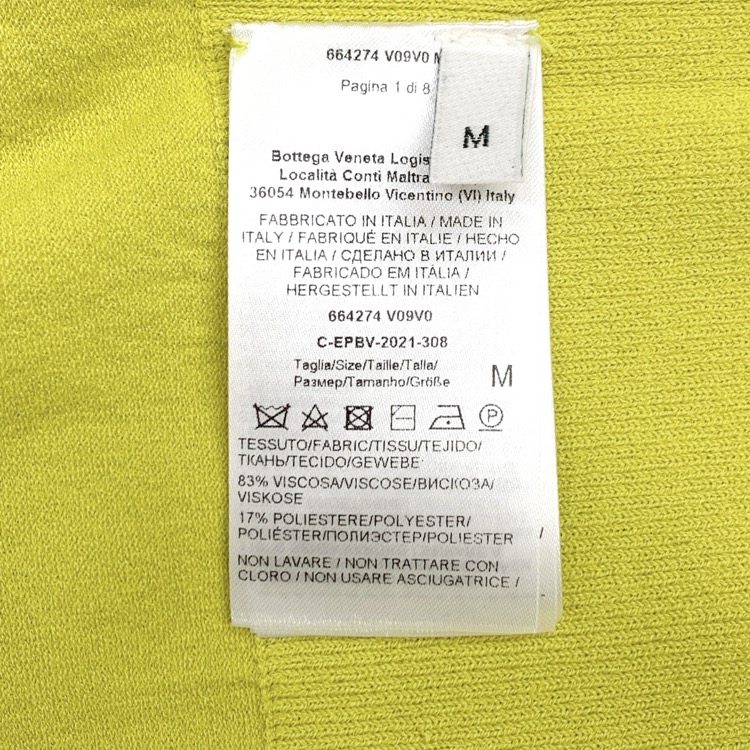 664274 V09V0
Pagina 1 di 8
M
Bottega Veneta
Località Conti
36054 Montebello Vicentino (VI) Italy
FABBRICATO IN ITALIA / MADE IN
ITALY / FABRIQUÉ EN ITALIE / HECHO
EN ITALIA / СДЕЛАНО В ИТАЛИИ /
FABRICADO EM ITÁLIA /
HERGESTELLT IN ITALIEN
664274 V09V0
C-EPBV-2021-308
Taglia/Size/Taille/Talla/
Размер/Tamanho/Größe M
P
TESSUTO/FABRIC/TISSU/TEJIDO/
ТКАНЬ/TECIDO/GEWEBE
83% VISCOSA/VISCOSE/ВИСКОЗА/
VISKOSE
17% POLIESTERE/POLYESTER/
POLIÉSTER/ПОЛИЭСТЕР/POLIESTER /
NON LAVARE / NON TRATTARE CON
CLORO / NON USARE ASCIUGATRICE /